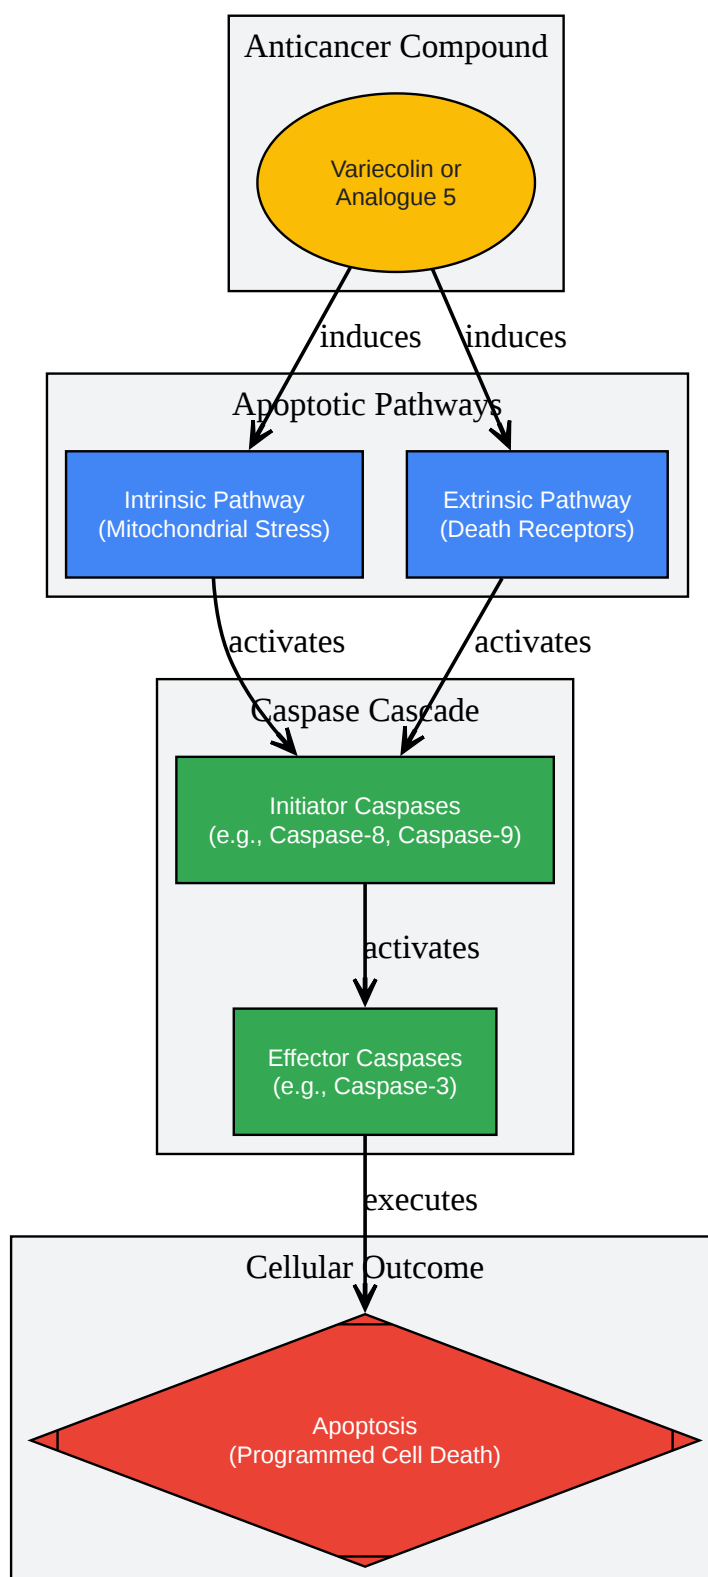 Anticancer Compound
Variecolin or
Analogue 5
induces
induces
Apoptotic Pathways
Intrinsic Pathway
(Mitochondrial Stress)
Extrinsic Pathway
(Death Receptors)
activates
activates
Caspase Cascade
Initiator Caspases
(e.g., Caspase-8, Caspase-9)
activates
Effector Caspases
(e.g., Caspase-3)
executes
Cellular Outcome
Apoptosis
(Programmed Cell Death)